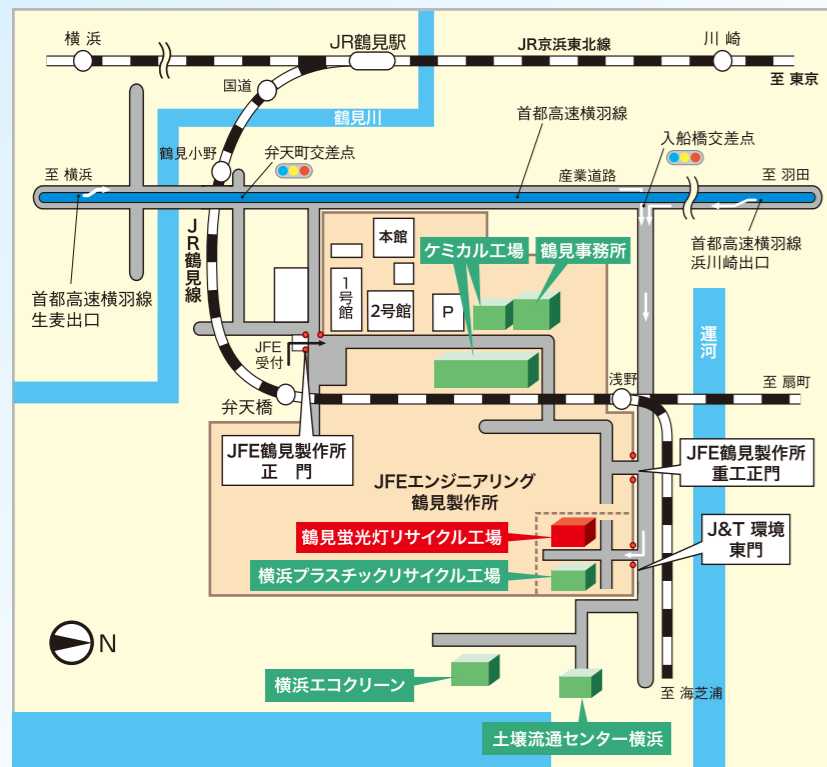 横 浜
JR鶴見駅
JR京浜東北線
川 崎
至 東京
国道
鶴見川
首都高速横羽線
入船橋交差点
鶴見小野
弁天町交差点
至 横浜
産業道路
至 羽田
首都高速横羽線
生麦出口
JR鶴見線
首都高速横羽線
浜川崎出口
本館
ケミカル工場
鶴見事務所
1号館
2号館
P
運河
JFE
受付
浅野
至 扇町
弁天橋
JFE鶴見製作所
正 門
JFEエンジニアリング
鶴見製作所
JFE鶴見製作所
重工正門
鶴見蛍光灯リサイクル工場
J&T 環境
東門
横浜プラスチックリサイクル工場
N
横浜エコクリーン
至 海芝浦
土壌流通センター横浜